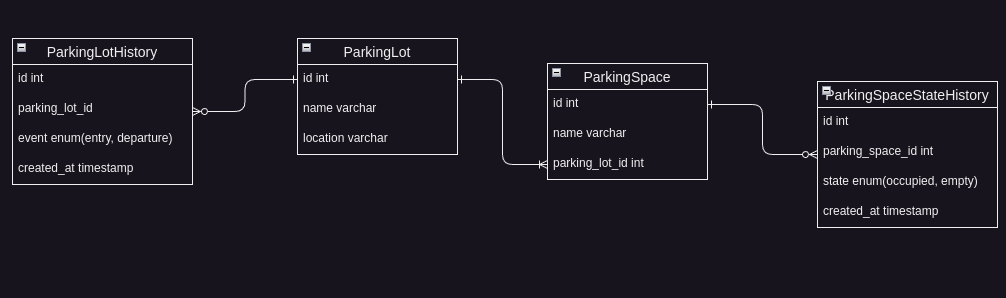 ParkingLotHistory
id int
parking_lot_id
event enum(entry, departure)
created_at timestamp
ParkingLot
id int
name varchar
location varchar
ParkingSpace
id int
name varchar
parking_lot_id int
ParkingSpaceStateHistory
id int
parking_space_id int
state enum(occupied, empty)
created_at timestamp